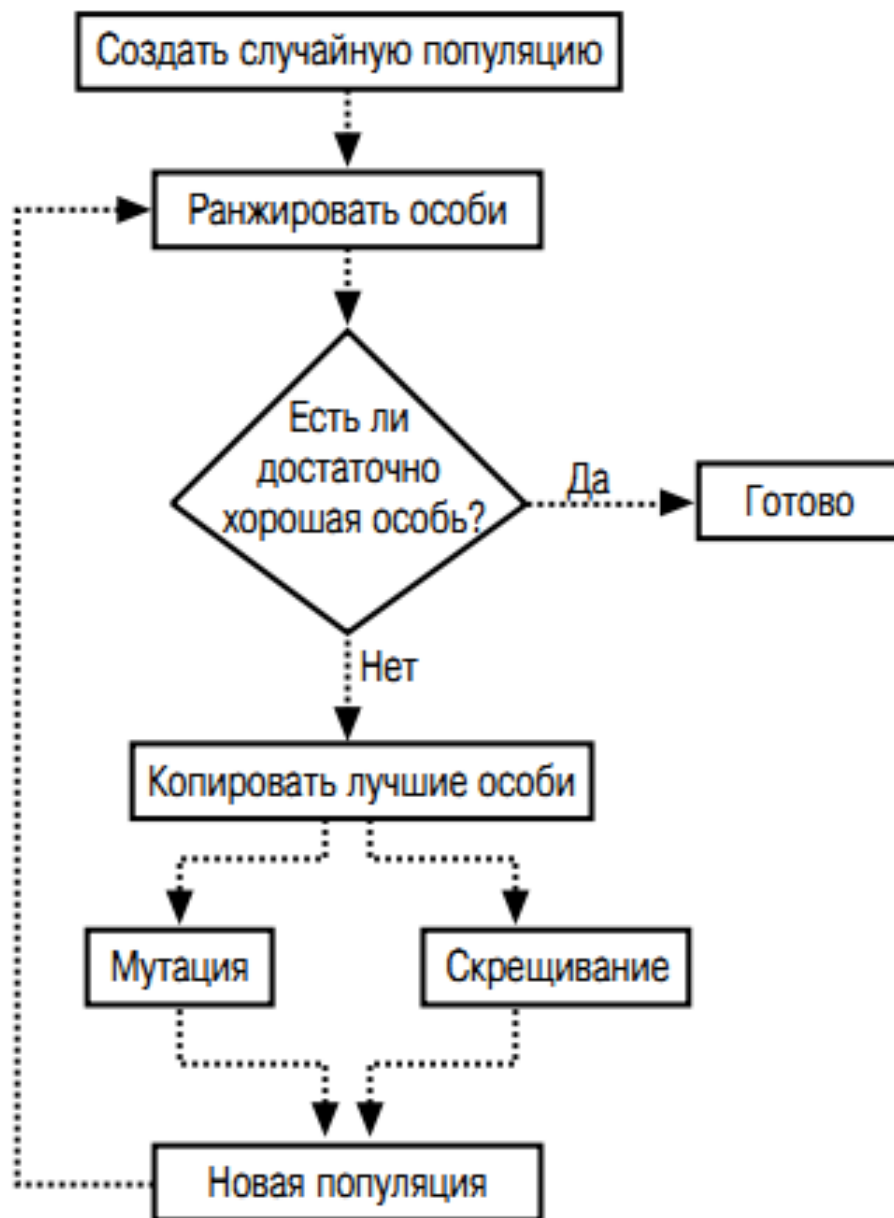 Создать случайную популяцию
Ранжировать особи
Есть ли
достаточно
хорошая особь?
Да
Готово
Нет
Копировать лучшие особи
Мутация
Скрещивание
Новая популяция